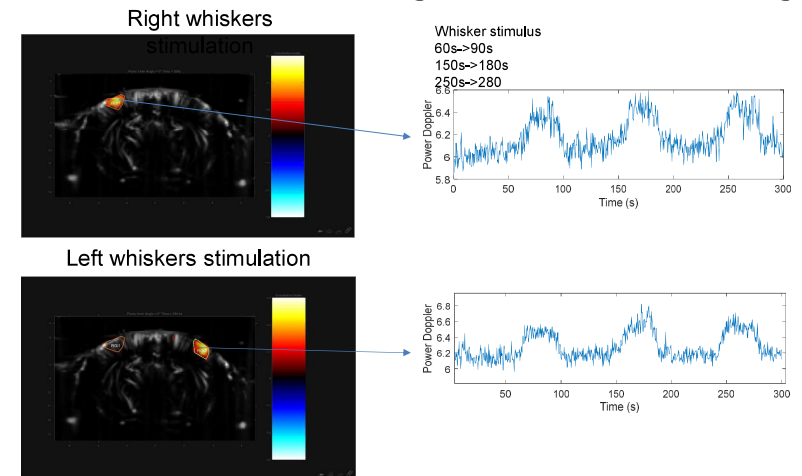 Right whiskers
stimulation
Whisker stimulus
60s->90s
150s->180s
250s->280
6.6
6.4
6.2
6
5.8
Power Doppler
0 50 100 150 200 250 300
Time (s)
Left whiskers stimulation
6.8
6.6
6.4
6.2
6
Power Doppler
50 100 150 200 250 300
Time (s)